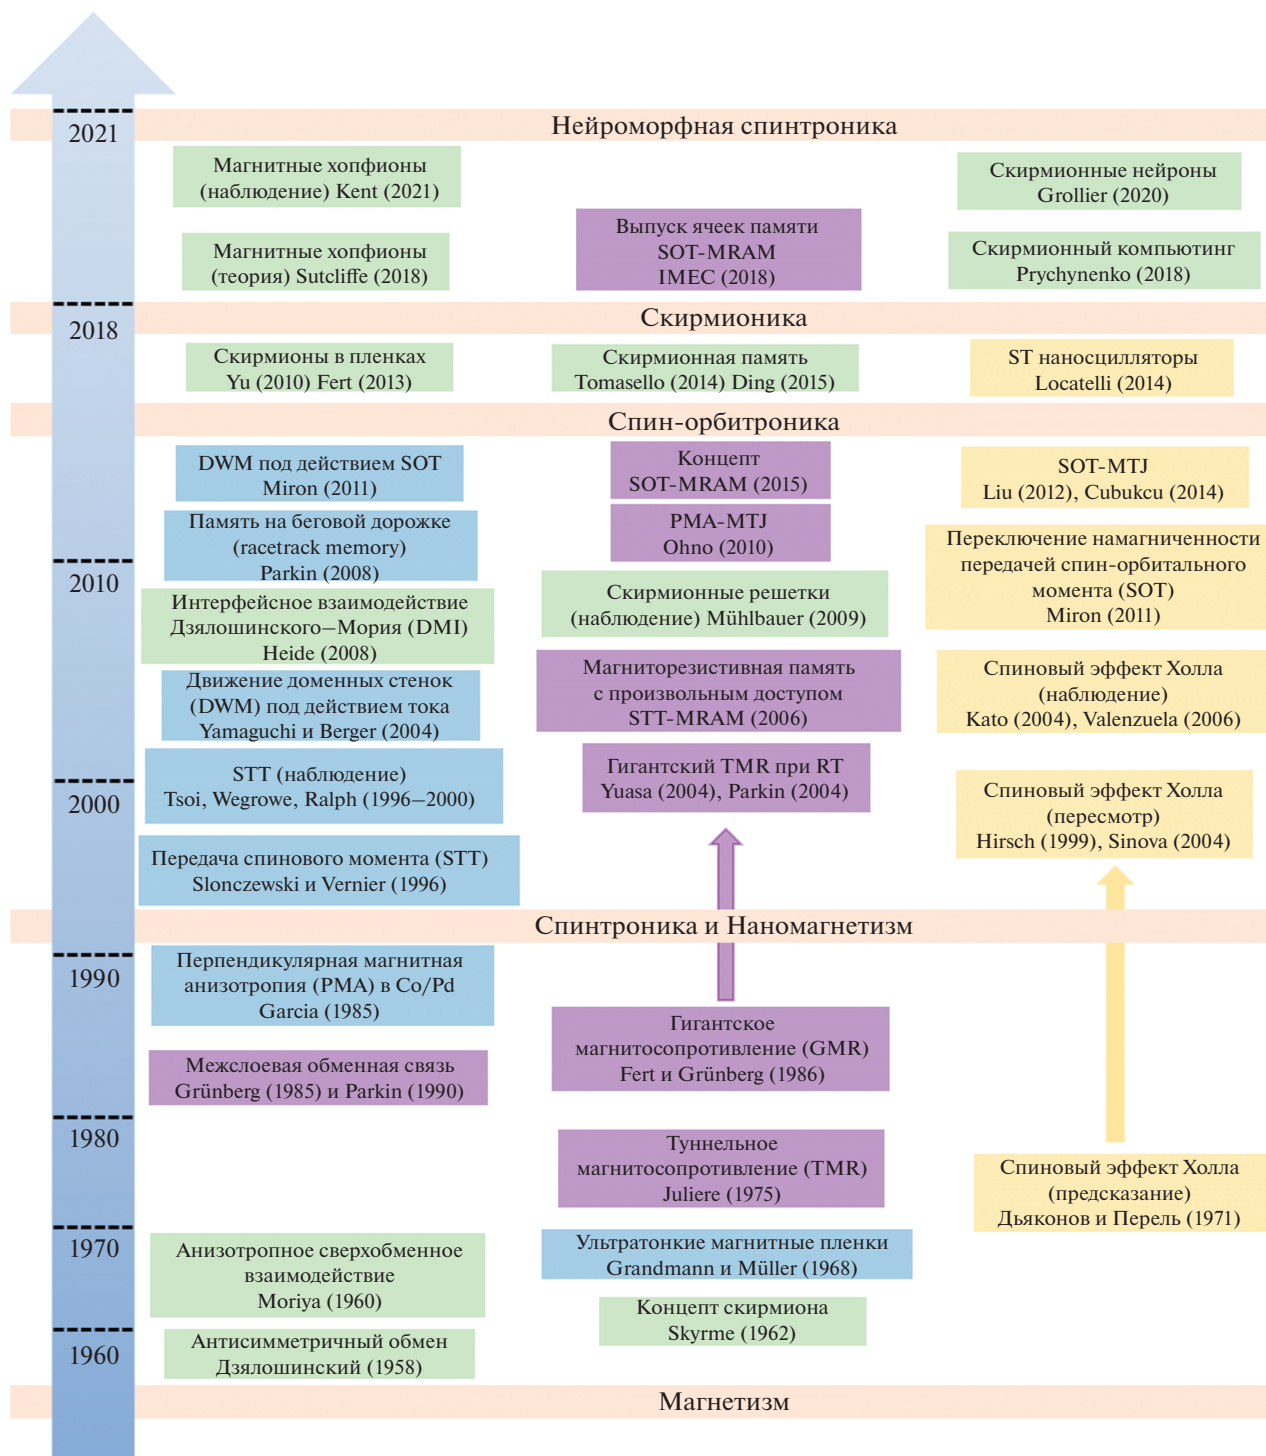 2021
Нейроморфная спинтроника
Магнитные хопфионы
(наблюдение) Kent (2021)
Скирмионные нейроны
Grollier (2020)
Выпуск ячеек памяти
SOT-MRAM
IMEC (2018)
Магнитные хопфионы
(теория) Sutcliffe (2018)
Скирмионный компьютинг
Prychynenko (2018)
2018
Скирмионика
Скирмионы в пленках
Yu (2010) Fert (2013)
Скирмионная память
Tomasello (2014) Ding (2015)
ST наносцилляторы
Locatelli (2014)
Спин-орбитроника
DWM под действием SOT
Miron (2011)
Концепт
SOT-MRAM (2015)
SOT-MTJ
Liu (2012), Cubukcu (2014)
Память на беговой дорожке
(racetrack memory)
Parkin (2008)
PMA-MTJ
Ohno (2010)
Переключение намагниченности
передачей спин-орбитального
момента (SOT)
Miron (2011)
2010
Интерфейсное взаимодействие
Дзялошинского–Мория (DMI)
Heide (2008)
Скирмионные решетки
(наблюдение) Mühlbauer (2009)
Движение доменных стенок
(DWM) под действием тока
Yamaguchi и Berger (2004)
Магниторезистивная память
с произвольным доступом
STT-MRAM (2006)
Спиновый эффект Холла
(наблюдение)
Kato (2004), Valenzuela (2006)
STT (наблюдение)
Tsoi, Wegrowe, Ralph (1996–2000)
Гигантский TMR при RT
Yuasa (2004), Parkin (2004)
Спиновый эффект Холла
(пересмотр)
Hirsch (1999), Sinova (2004)
2000
Передача спинового момента (STT)
Slonczewski и Vernier (1996)
Спинтроника и Наномагнетизм
1990
Перпендикулярная магнитная
анизотропия (PMA) в Co/Pd
Garcia (1985)
Гигантское
магнитосопротивление (GMR)
Fert и Grünberg (1986)
Межслоевая обменная связь
Grünberg (1985) и Parkin (1990)
1980
Туннельное
магнитосопротивление (TMR)
Juliere (1975)
Спиновый эффект Холла
(предсказание)
Дьяконов и Перель (1971)
1970
Анизотропное сверхобменное
взаимодействие
Moriya (1960)
Ультратонкие магнитные пленки
Grandmann и Müller (1968)
Концепт скирмиона
Skyrme (1962)
1960
Антисимметричный обмен
Дзялошинский (1958)
Магнетизм